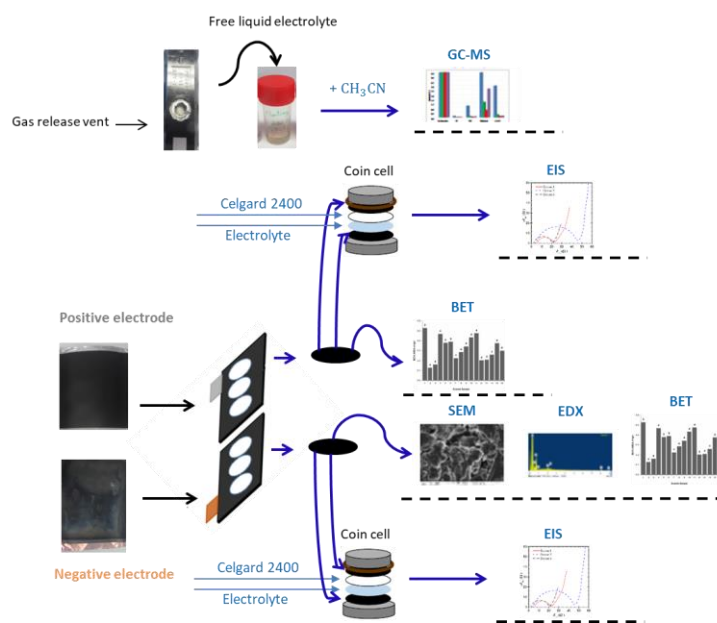 Free liquid electrolyte
GC-MS
+ CH₃CN
Gas release vent
Coin cell
EIS
Celgard 2400
Electrolyte
Positive electrode
BET
SEM
EDX
BET
Coin cell
EIS
Negative electrode
Celgard 2400
Electrolyte